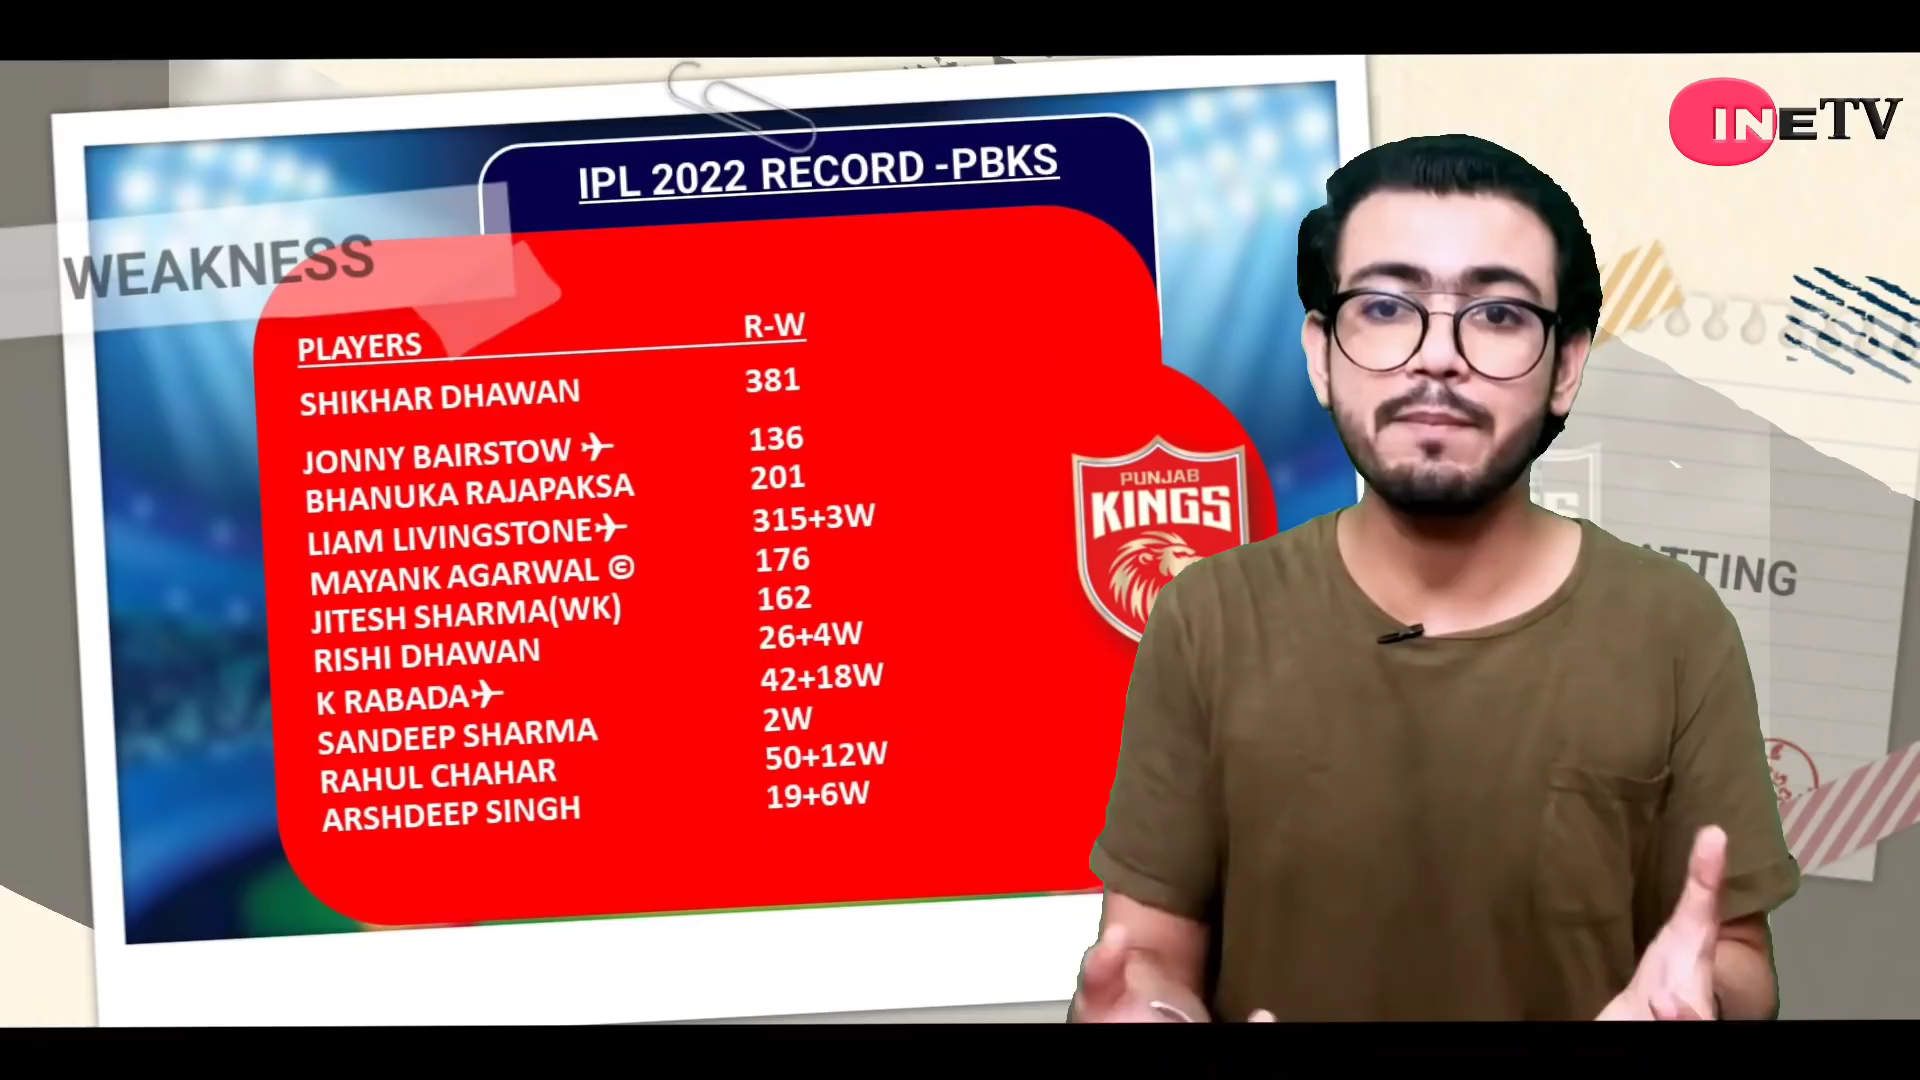 INETV
IPL 2022 RECORD -PBKS
WEAKNESS
PLAYERS R-W
SHIKHAR DHAWAN 381
JONNY BAIRSTOW ✈ 136
BHANUKA RAJAPAKSA 201
LIAM LIVINGSTONE✈ 315+3W
MAYANK AGARWAL © 176
JITESH SHARMA(WK) 162
RISHI DHAWAN 26+4W
K RABADA✈ 42+18W
SANDEEP SHARMA 2W
RAHUL CHAHAR 50+12W
ARSHDEEP SINGH 19+6W
PUNJAB
KINGS